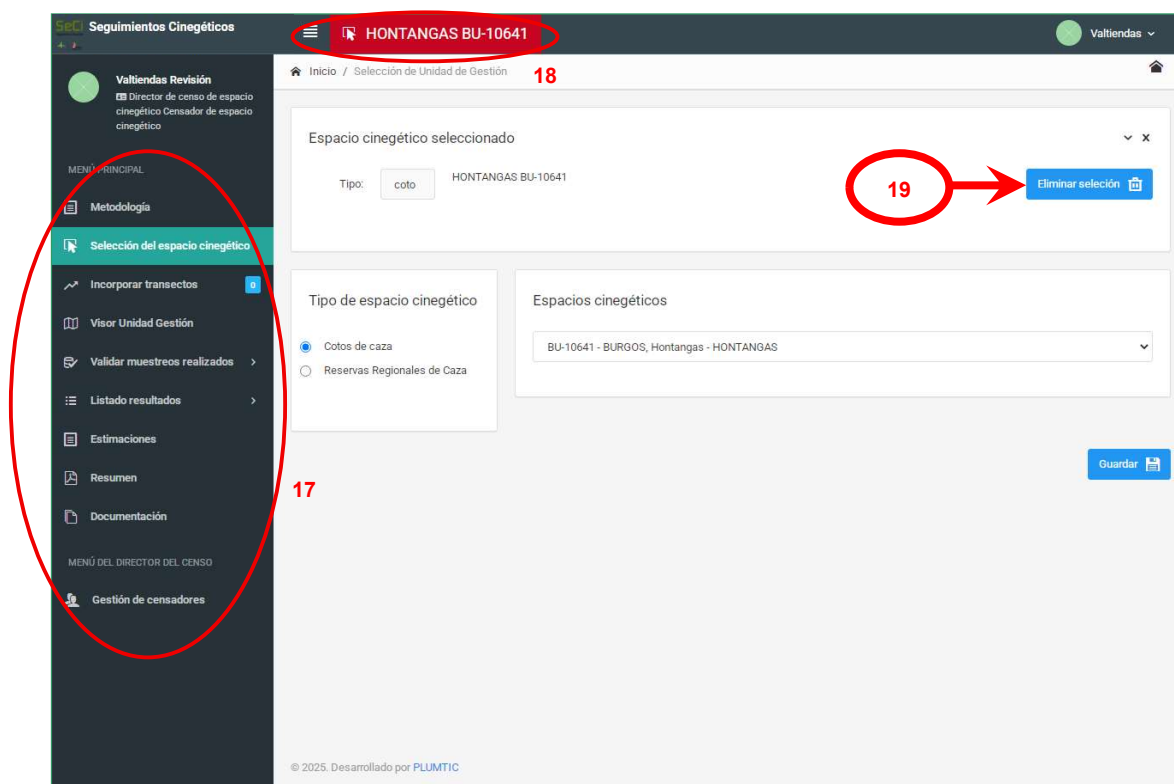 SeCi Seguimientos Cinegéticos
HONTANGAS BU-10641
Valtiendas
Valtiendas Revisión
Director de censo de espacio
cinegético Censador de espacio
cinegético
Inicio / Selección de Unidad de Gestión
18
Espacio cinegético seleccionado
Tipo:
coto
HONTANGAS BU-10641
19
Eliminar seleción
MENÚ PRINCIPAL
Metodología
Selección del espacio cinegético
Incorporar transectos
0
Visor Unidad Gestión
Validar muestreos realizados
Listado resultados
Estimaciones
Resumen
Documentación
MENÚ DEL DIRECTOR DEL CENSO
Gestión de censadores
17
Tipo de espacio cinegético
Cotos de caza
Reservas Regionales de Caza
Espacios cinegéticos
BU-10641 - BURGOS, Hontangas - HONTANGAS
Guardar
© 2025. Desarrollado por PLUMTIC